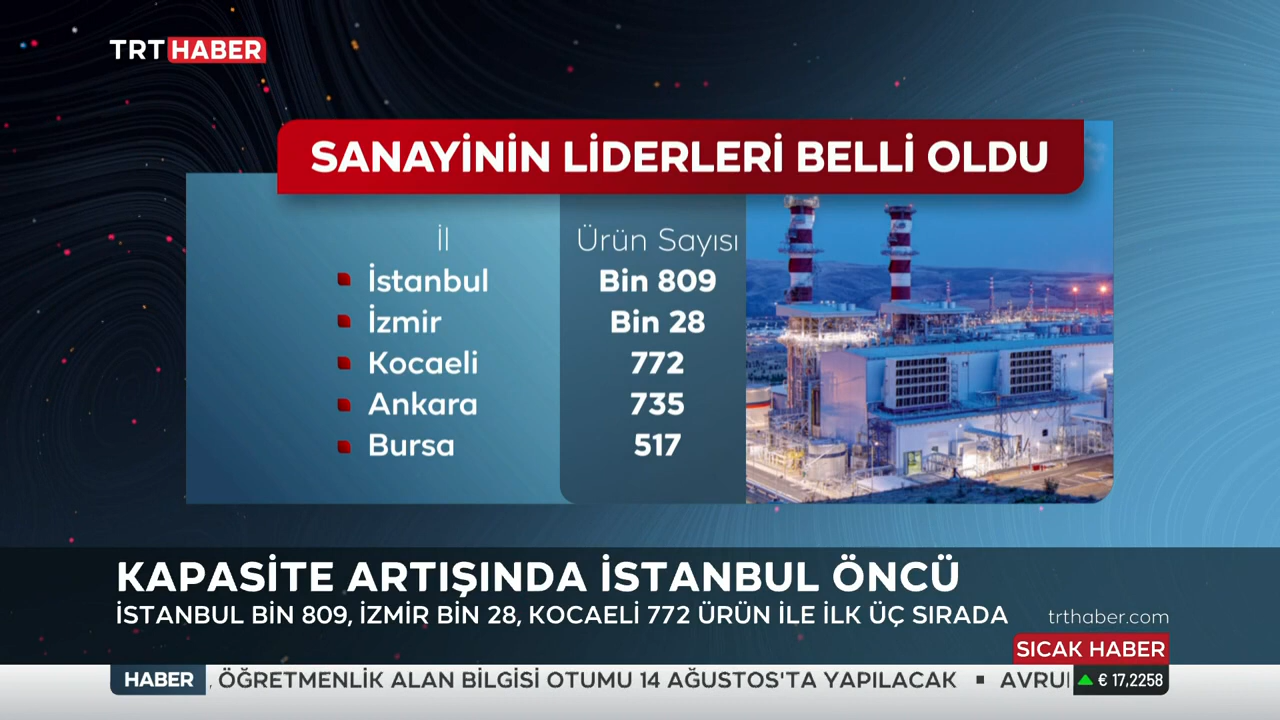 TRT HABER
SANAYİNİN LİDERLERİ BELLİ OLDU
İl Ürün Sayısı
İstanbul Bin 809
İzmir Bin 28
Kocaeli 772
Ankara 735
Bursa 517
KAPASİTE ARTIŞINDA İSTANBUL ÖNCÜ
İSTANBUL BİN 809, İZMİR BİN 28, KOCAELİ 772 ÜRÜN İLE İLK ÜÇ SIRADA
trthaber.com
SICAK HABER
HABER , ÖĞRETMENLİK ALAN BİLGİSİ OTUMU 14 AĞUSTOS'TA YAPILACAK ▪ AVRU € 17,2258